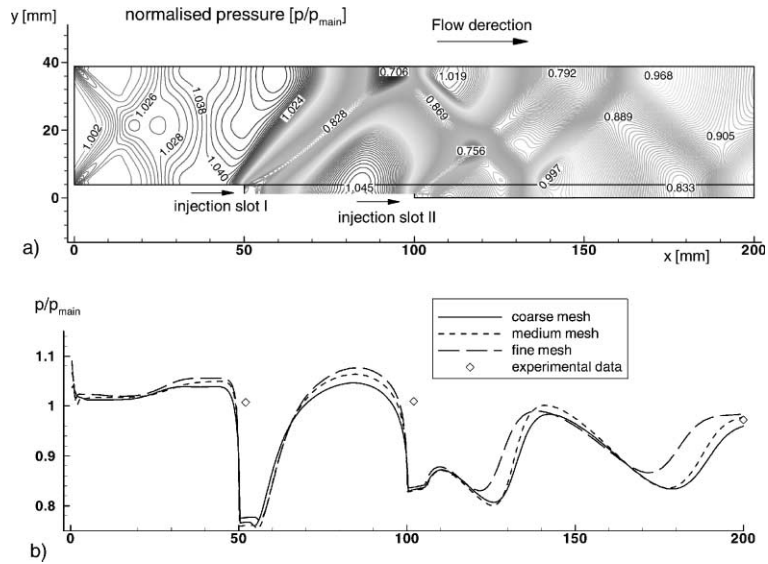 y [mm]
normalised pressure [p/p_main]
Flow derection
40
20
0
1.002
1.026
1.028
1.038
1.040
1.024
0.828
0.706
1.019
0.869
0.756
1.045
0.792
0.968
0.889
0.905
0.997
0.833
injection slot I
injection slot II
0
50
100
150
200
x [mm]
a)
p/p_main
coarse mesh
medium mesh
fine mesh
experimental data
1.1
1
0.9
0.8
0
50
100
150
200
b)